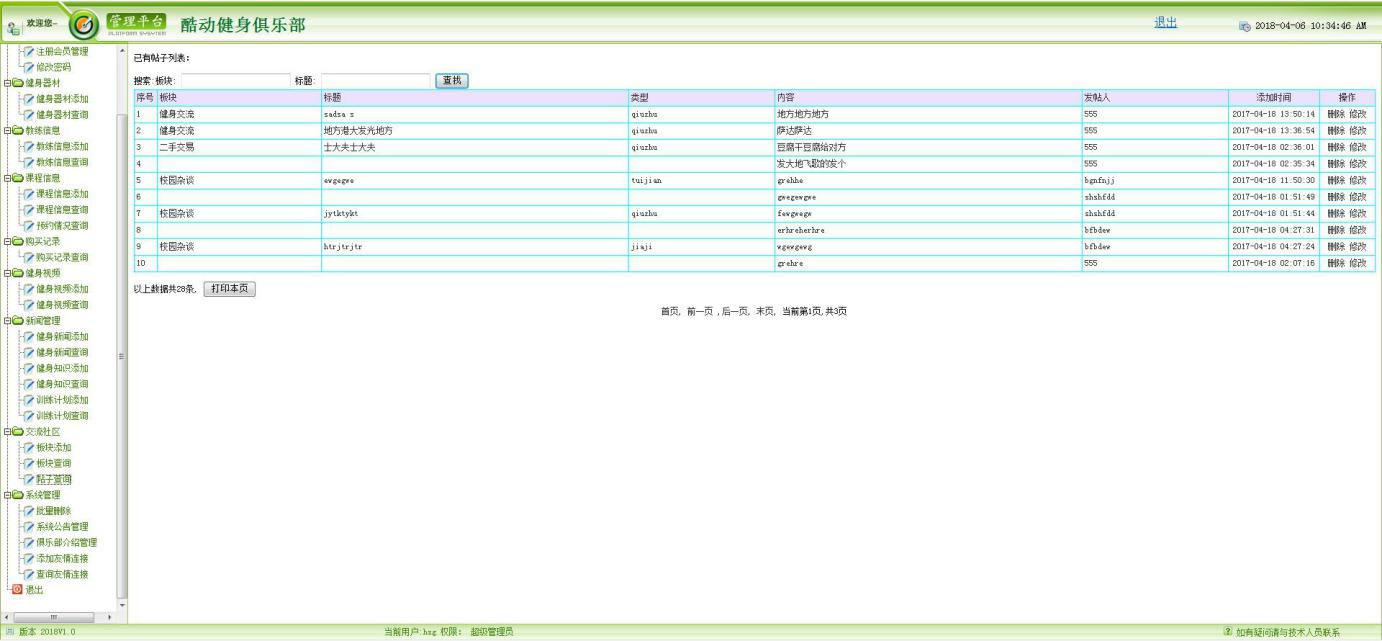 欢迎您-
管理平台 酷动健身俱乐部
PLATFORM SYSYTEM
退出
2018-04-06 10:34:46 AM
注册会员管理
修改密码
健身器材
健身器材添加
健身器材查询
教练信息
教练信息添加
教练信息查询
课程信息
课程信息添加
课程信息查询
预约情况查询
购买记录
购买记录查询
健身视频
健身视频添加
健身视频查询
新闻管理
健身新闻添加
健身新闻查询
健身知识添加
健身知识查询
训练计划添加
训练计划查询
交流社区
板块添加
板块查询
帖子查询
系统管理
批量删除
系统公告管理
俱乐部介绍管理
添加友情连接
查询友情连接
退出
已有帖子列表:
搜索:板块: 标题: 查找
序号 板块 标题 类型 内容 发帖人 添加时间 操作
1 健身交流 sadsa s qiuzhu 地方地方地方 555 2017-04-18 13:50:14 删除 修改
2 健身交流 地方港大发光地方 qiuzhu 萨达萨达 555 2017-04-18 13:36:54 删除 修改
3 二手交易 士大夫士大夫 qiuzhu 豆腐干豆腐给对方 555 2017-04-18 02:36:01 删除 修改
4 发大地飞歌的发个 555 2017-04-18 02:35:34 删除 修改
5 校园杂谈 ewgegwe tuijian grehhe bgnfnjj 2017-04-18 11:50:30 删除 修改
6 gwegewgwe shshfdd 2017-04-18 01:51:49 删除 修改
7 校园杂谈 jytktykt qiuzhu fewgwegw shshfdd 2017-04-18 01:51:44 删除 修改
8 erhreherhre bfbdew 2017-04-18 04:27:31 删除 修改
9 校园杂谈 htrjtrjtr jiaji wgewgewg bfbdew 2017-04-18 04:27:24 删除 修改
10 grehre 555 2017-04-18 02:07:16 删除 修改
以上数据共28条, 打印本页
首页, 前一页 ,后一页, 末页, 当前第1页,共3页
版本 2018V1.0
当前用户:hsg 权限: 超级管理员
如有疑问请与技术人员联系